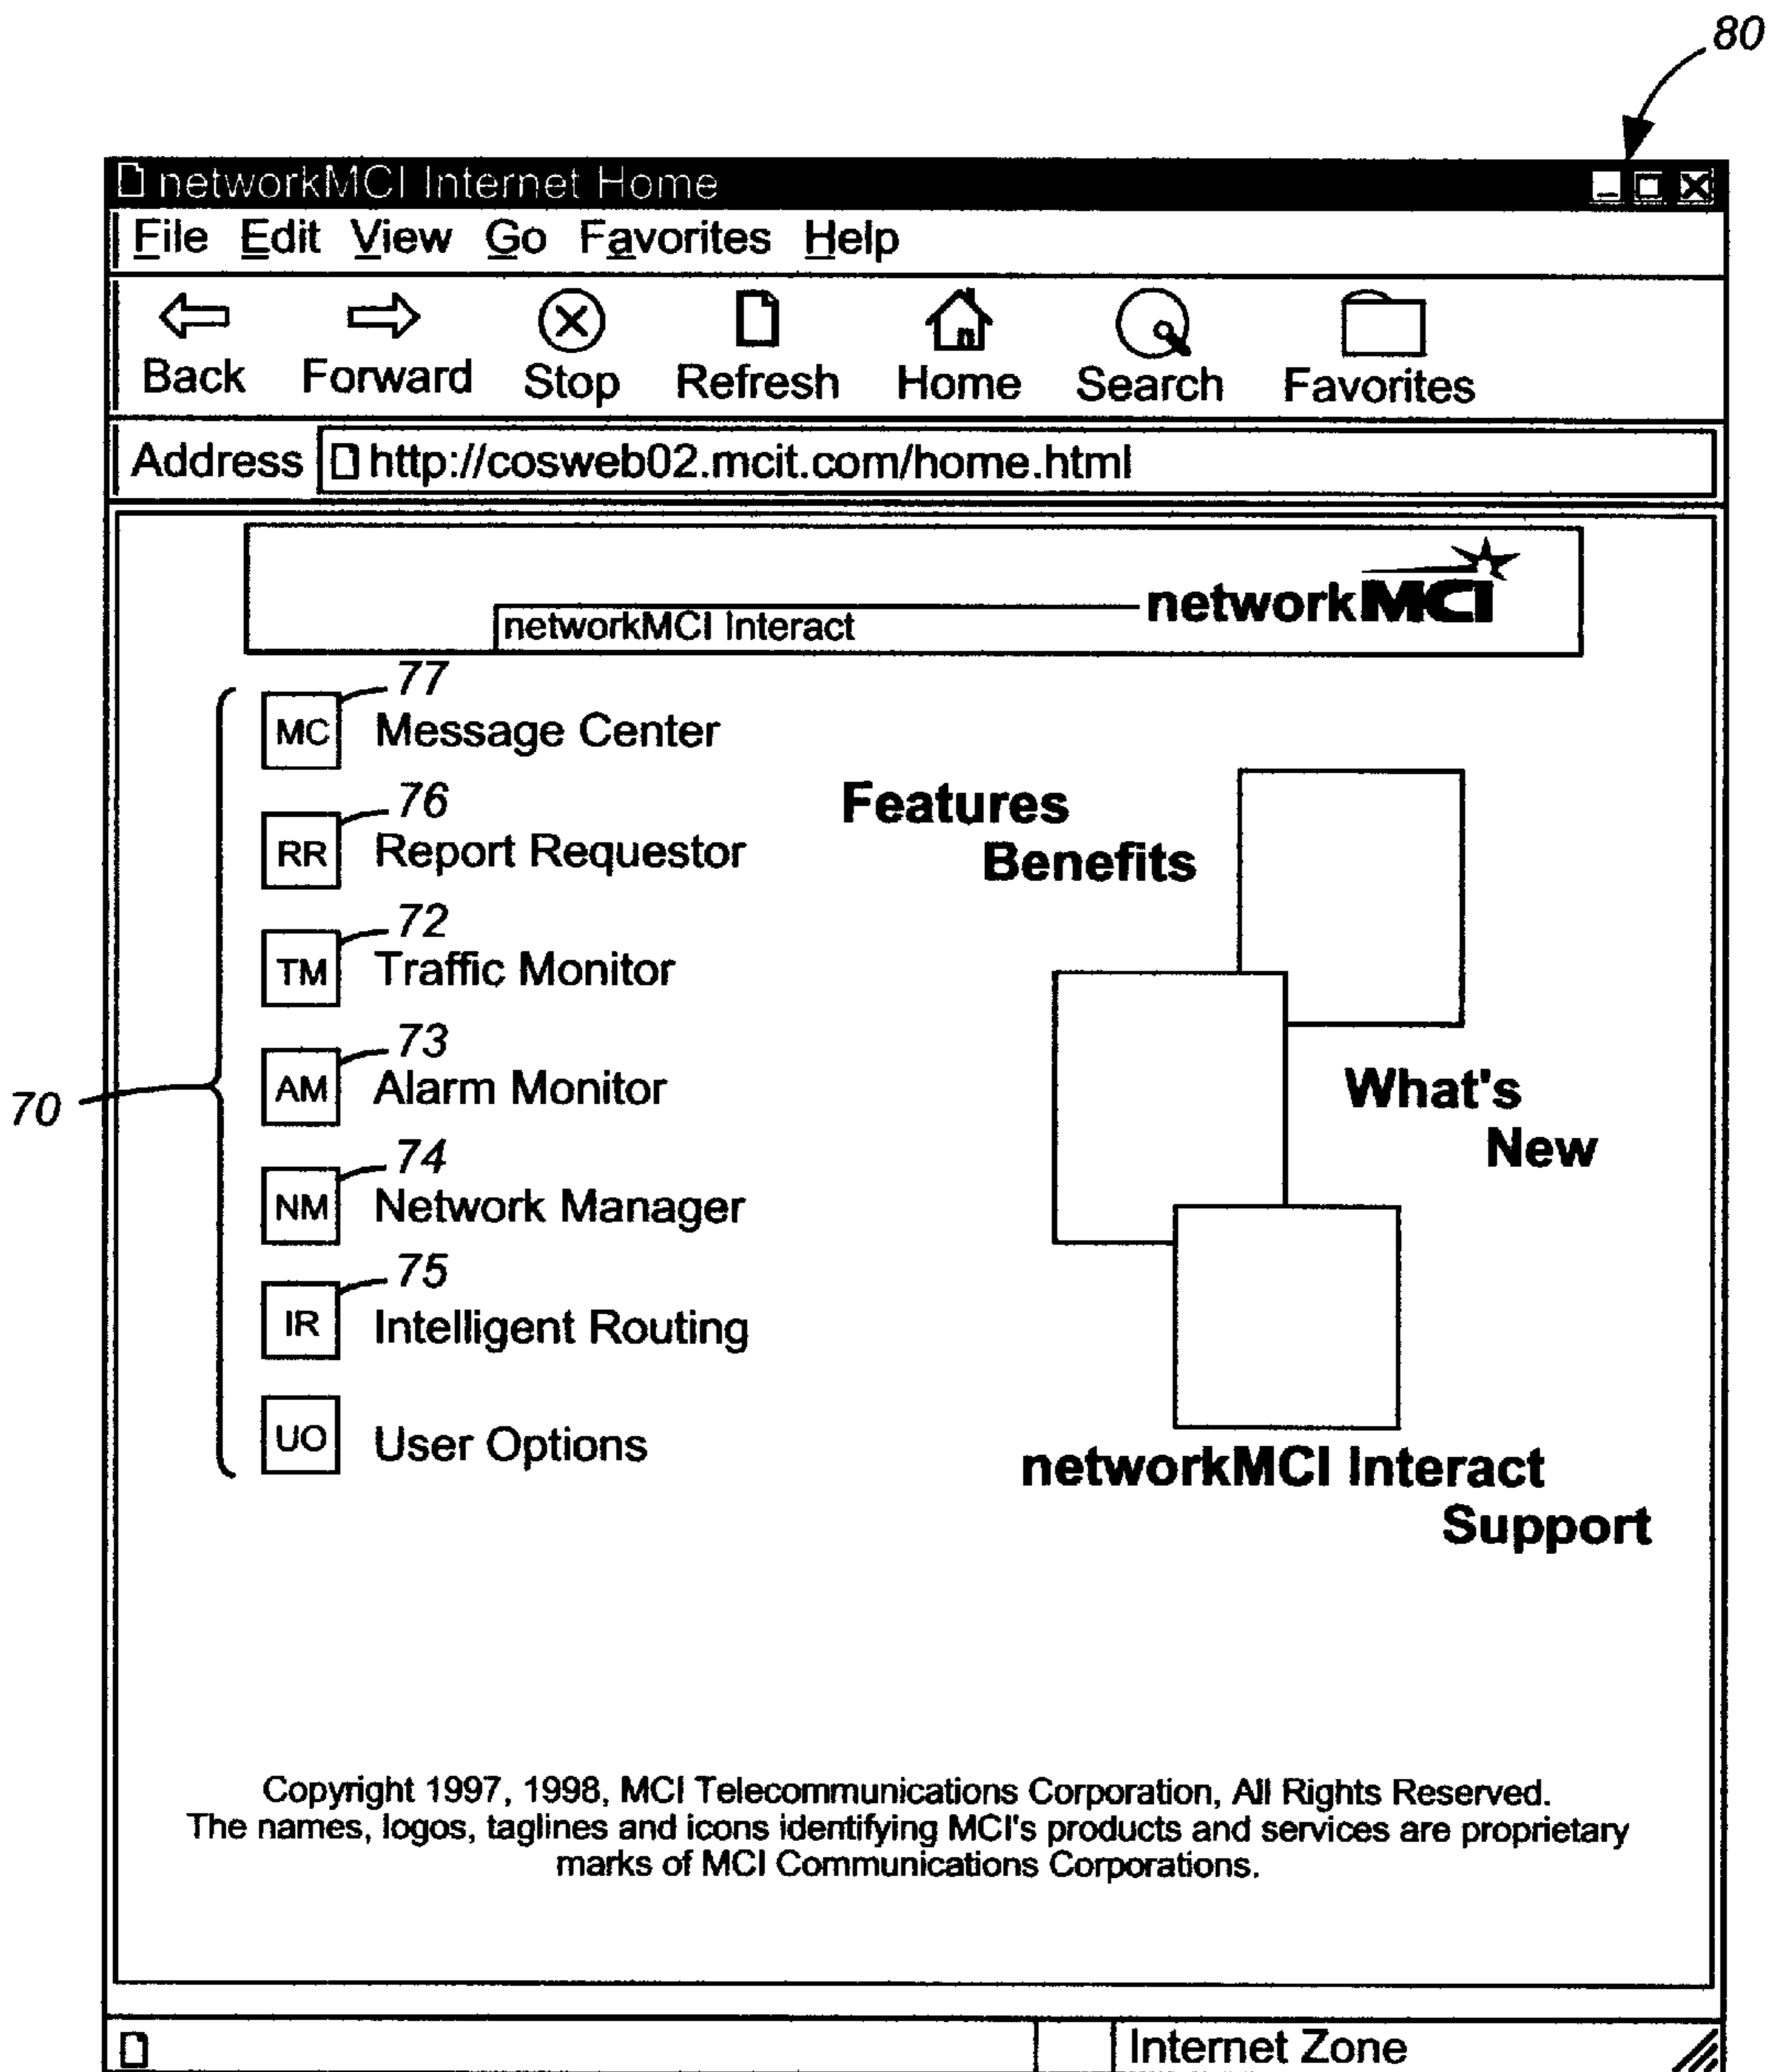 80
networkMCI Internet Home
File Edit View Go Favorites Help
Back Forward Stop Refresh Home Search Favorites
Address http://cosweb02.mcit.com/home.html
networkMCI
networkMCI Interact
77
MC Message Center
76
RR Report Requestor
72
TM Traffic Monitor
73
AM Alarm Monitor
70
74
NM Network Manager
75
IR Intelligent Routing
UO User Options
Features
Benefits
What's
New
networkMCI Interact
Support
Copyright 1997, 1998, MCI Telecommunications Corporation, All Rights Reserved.
The names, logos, taglines and icons identifying MCI's products and services are proprietary
marks of MCI Communications Corporations.
Internet Zone